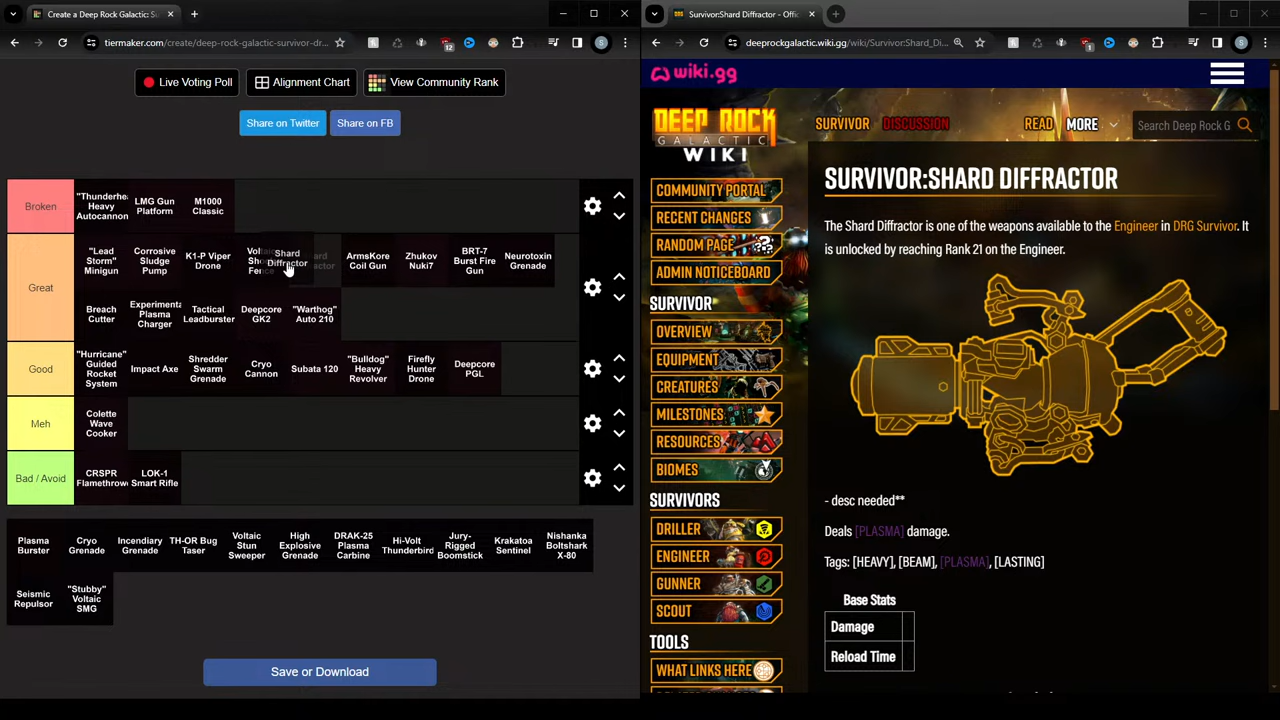 Create a Deep Rock Galactic: Su
Survivor:Shard Diffractor - Offi
tiermaker.com/create/deep-rock-galactic-survivor-dr...
12
S
deeprockgalactic.wiki.gg/wiki/Survivor:Shard_Di...
1
S
Live Voting Poll
Alignment Chart
View Community Rank
Share on Twitter
Share on FB
Broken
"Thunderhe
Heavy
Autocannon
LMG Gun
Platform
M1000
Classic
Great
"Lead
Storm"
Minigun
Corrosive
Sludge
Pump
K1-P Viper
Drone
Shard
Diffractor
ArmsKore
Coil Gun
Zhukov
Nuki7
BRT-7
Burst Fire
Gun
Neurotoxin
Grenade
Breach
Cutter
Experimenta
Plasma
Charger
Tactical
Leadburster
Deepcore
GK2
"Warthog"
Auto 210
Good
"Hurricane"
Guided
Rocket
System
Impact Axe
Shredder
Swarm
Grenade
Cryo
Cannon
Subata 120
"Bulldog"
Heavy
Revolver
Firefly
Hunter
Drone
Deepcore
PGL
Meh
Colette
Wave
Cooker
Bad / Avoid
CRSPR
Flamethrow
LOK-1
Smart Rifle
Plasma
Burster
Cryo
Grenade
Incendiary
Grenade
TH-OR Bug
Taser
Voltaic
Stun
Sweeper
High
Explosive
Grenade
DRAK-25
Plasma
Carbine
Hi-Volt
Thunderbird
Jury-
Rigged
Boomstick
Krakatoa
Sentinel
Nishanka
Boltshark
X-80
Seismic
Repulsor
"Stubby"
Voltaic
SMG
Save or Download
wiki.gg
DEEP ROCK
GALACTIC
WIKI
SURVIVOR
DISCUSSION
READ
MORE
Search Deep Rock G
COMMUNITY PORTAL
RECENT CHANGES
RANDOM PAGE
ADMIN NOTICEBOARD
SURVIVOR
OVERVIEW
EQUIPMENT
CREATURES
MILESTONES
RESOURCES
BIOMES
SURVIVORS
DRILLER
ENGINEER
GUNNER
SCOUT
TOOLS
WHAT LINKS HERE
SURVIVOR:SHARD DIFFRACTOR
The Shard Diffractor is one of the weapons available to the Engineer in DRG Survivor. It
is unlocked by reaching Rank 21 on the Engineer.
- desc needed**
Deals [PLASMA] damage.
Tags: [HEAVY], [BEAM], [PLASMA], [LASTING]
Base Stats
Damage
Reload Time